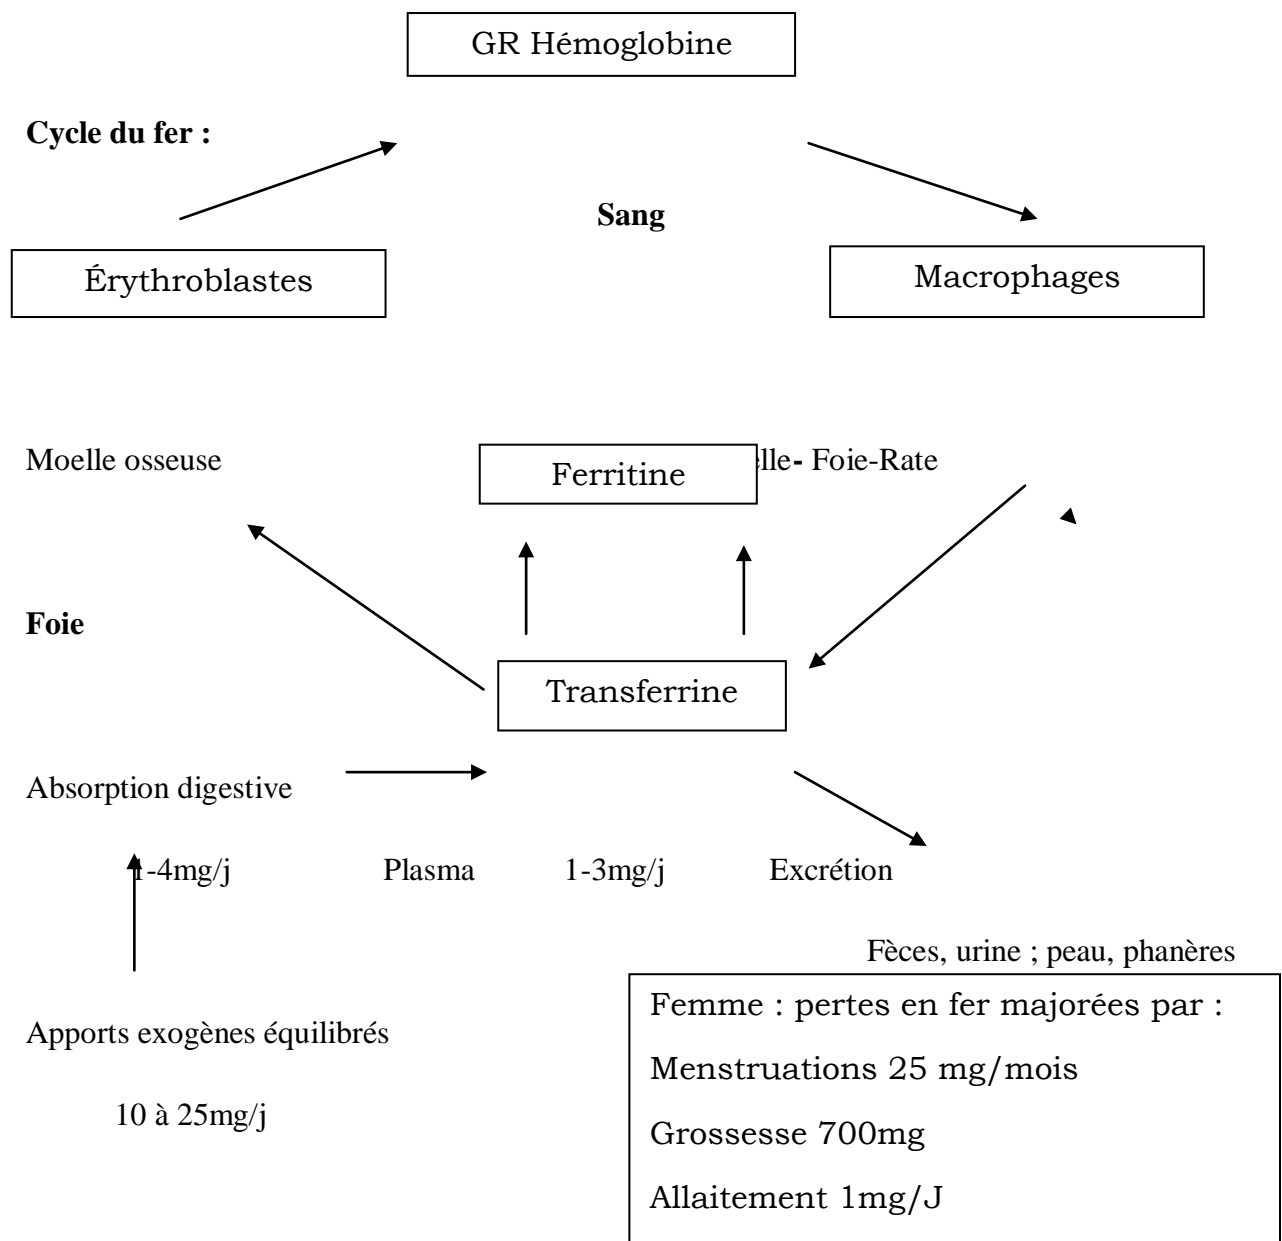 GR Hémoglobine
Cycle du fer :
Sang
Érythroblastes
Macrophages
Moelle osseuse
Ferritine
Foie-Rate
Foie
Transferrine
Absorption digestive
1-4mg/j Plasma 1-3mg/j Excrétion
Fèces, urine ; peau, phanères
Apports exogènes équilibrés
10 à 25mg/j
Femme : pertes en fer majorées par :
Menstruations 25 mg/mois
Grossesse 700mg
Allaitement 1mg/J